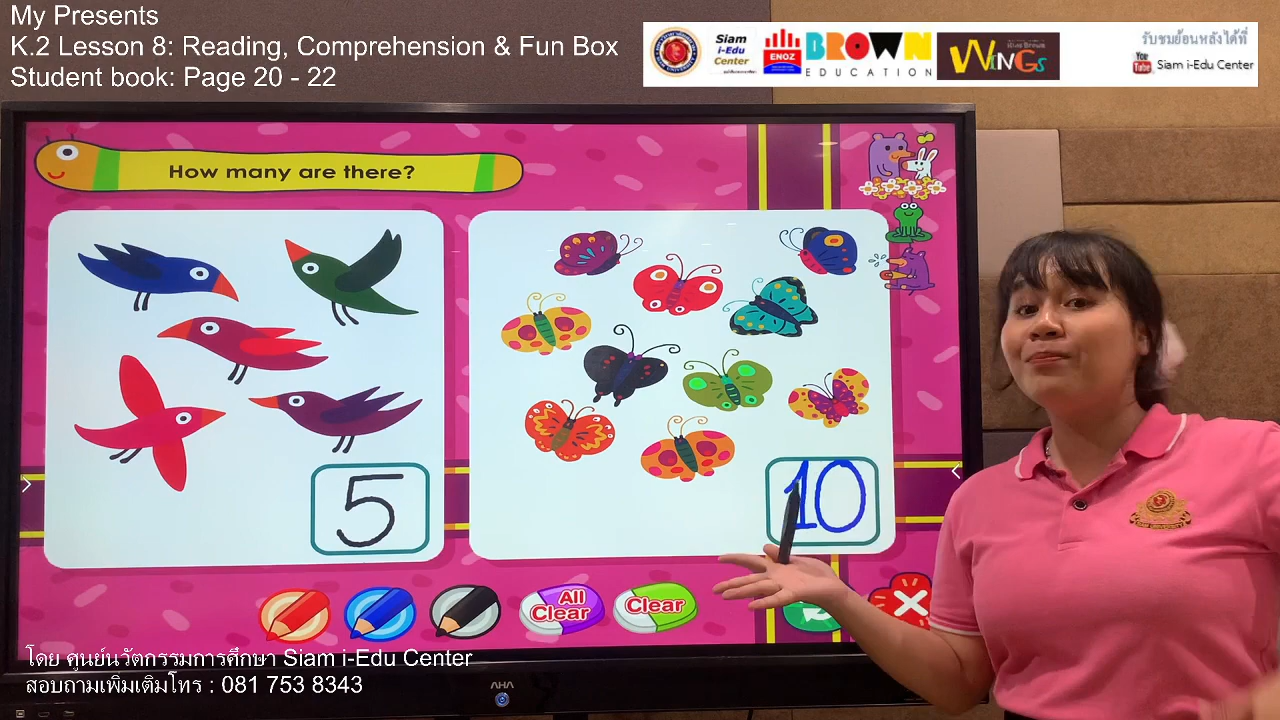 My Presents
K.2 Lesson 8: Reading, Comprehension & Fun Box
Student book: Page 20 - 22
Siam
i-Edu
Center
ENOZ
BROWN
EDUCATION
WINGS
รับชมย้อนหลังได้ที่
You
Tube
Siam i-Edu Center
How many are there?
5
10
All
Clear
Clear
โดย ศูนย์นวัตกรรมการศึกษา Siam i-Edu Center
สอบถามเพิ่มเติมโทร : 081 753 8343
AHA